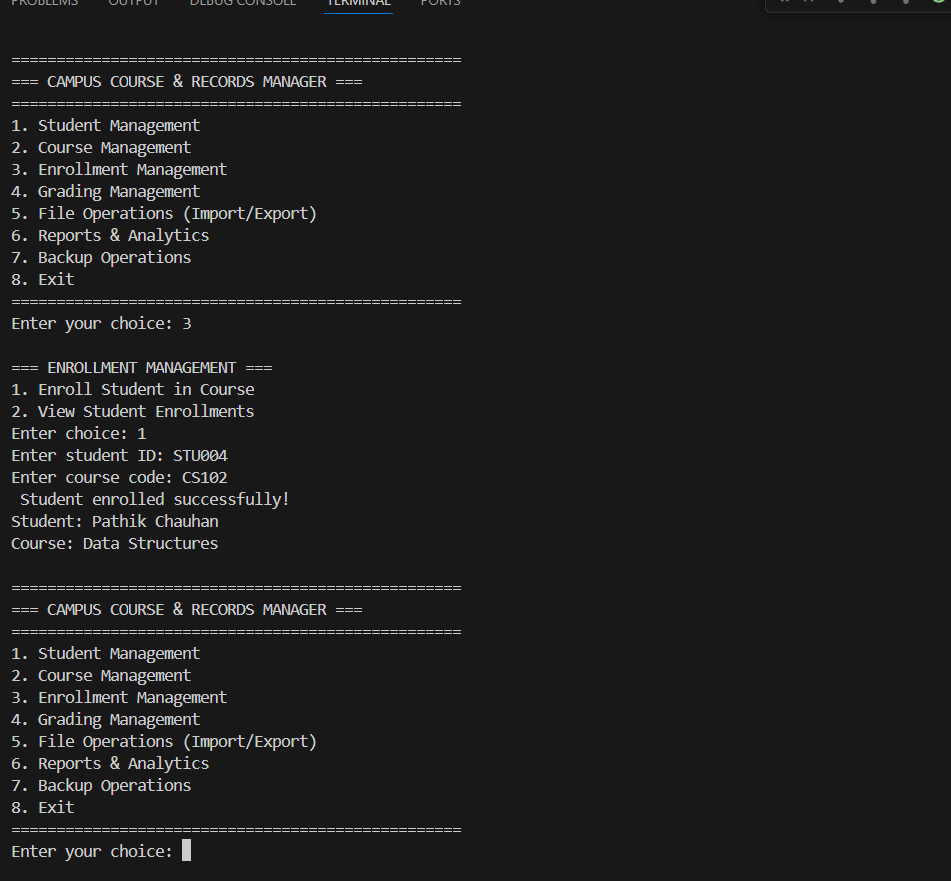 PROBLEMS OUTPUT DEBUG CONSOLE TERMINAL PORTS
==================================================
=== CAMPUS COURSE & RECORDS MANAGER ===
==================================================
1. Student Management
2. Course Management
3. Enrollment Management
4. Grading Management
5. File Operations (Import/Export)
6. Reports & Analytics
7. Backup Operations
8. Exit
==================================================
Enter your choice: 3
=== ENROLLMENT MANAGEMENT ===
1. Enroll Student in Course
2. View Student Enrollments
Enter choice: 1
Enter student ID: STU004
Enter course code: CS102
Student enrolled successfully!
Student: Pathik Chauhan
Course: Data Structures
==================================================
=== CAMPUS COURSE & RECORDS MANAGER ===
==================================================
1. Student Management
2. Course Management
3. Enrollment Management
4. Grading Management
5. File Operations (Import/Export)
6. Reports & Analytics
7. Backup Operations
8. Exit
==================================================
Enter your choice: